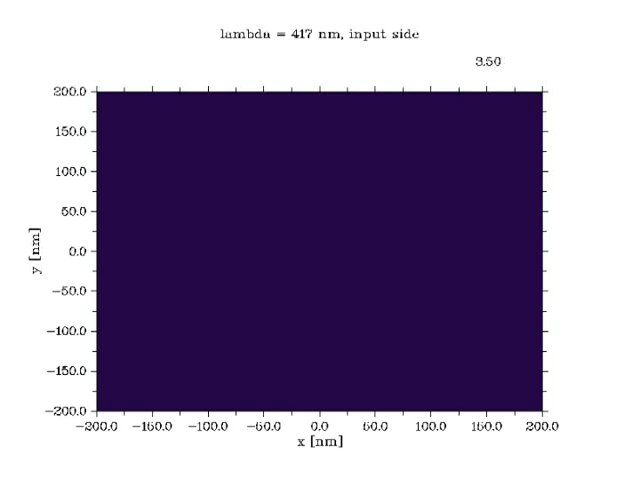 lambda = 417 nm, input side
3.50
200.0
150.0
100.0
50.0
0.0
−50.0
−100.0
−150.0
−200.0
y [nm]
−200.0 −150.0 −100.0 −50.0 0.0 50.0 100.0 150.0 200.0
x [nm]